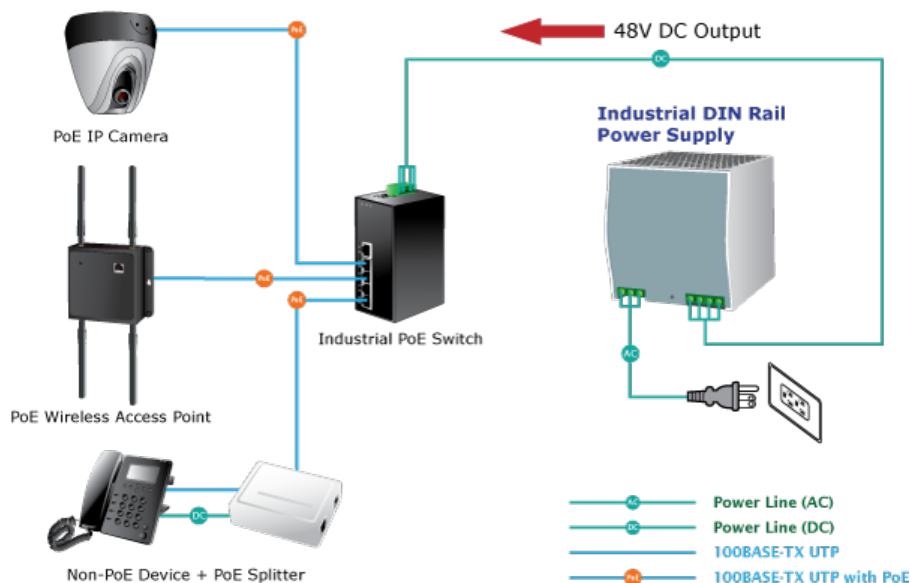 48V DC Output
PoE
DC
Industrial DIN Rail
Power Supply
PoE IP Camera
PoE
PoE
Industrial PoE Switch
AC
PoE Wireless Access Point
DC
Non-PoE Device + PoE Splitter
AC Power Line (AC)
DC Power Line (DC)
100BASE-TX UTP
PoE 100BASE-TX UTP with PoE